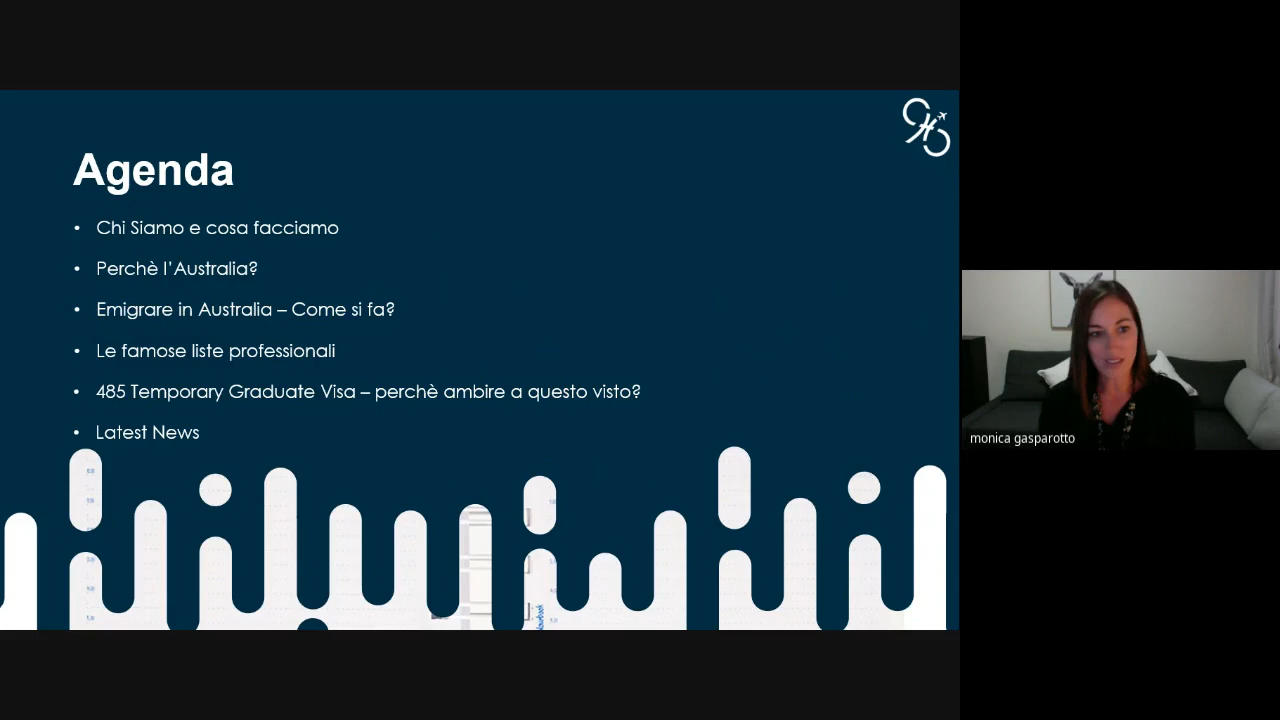 Agenda
• Chi Siamo e cosa facciamo
• Perchè l'Australia?
• Emigrare in Australia – Come si fa?
• Le famose liste professionali
• 485 Temporary Graduate Visa – perchè ambire a questo visto?
• Latest News
monica gasparotto